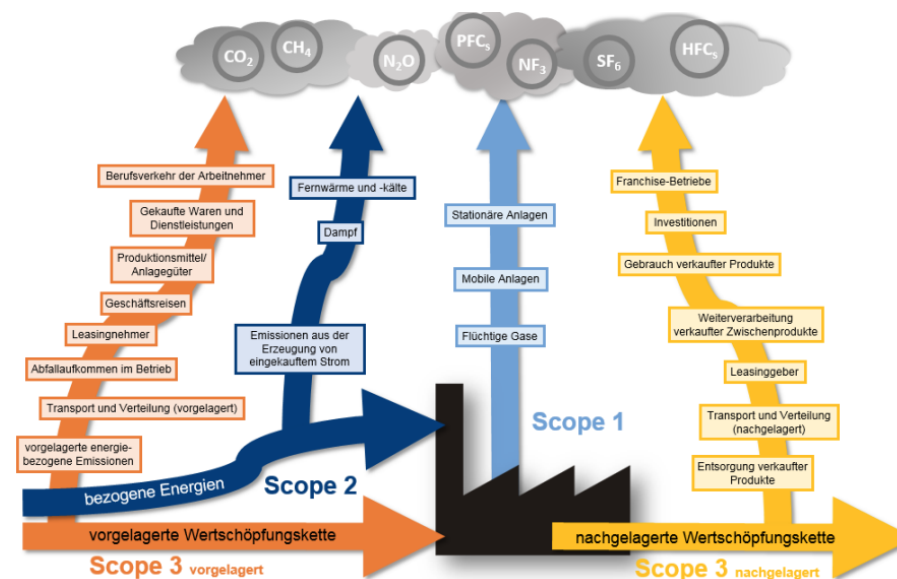 CO2
CH4
N2O
PFCs
NF3
SF6
HFCs
Berufsverkehr der Arbeitnehmer
Gekaufte Waren und
Dienstleistungen
Produktionsmittel/
Anlagegüter
Geschäftsreisen
Leasingnehmer
Abfallaufkommen im Betrieb
Transport und Verteilung (vorgelagert)
vorgelagerte energie-
bezogene Emissionen
Fernwärme und -kälte
Dampf
Emissionen aus der
Erzeugung von
eingekauftem Strom
Stationäre Anlagen
Mobile Anlagen
Flüchtige Gase
Scope 1
Franchise-Betriebe
Investitionen
Gebrauch verkaufter Produkte
Weiterverarbeitung
verkaufter Zwischenprodukte
Leasinggeber
Transport und Verteilung
(nachgelagert)
Entsorgung verkaufter
Produkte
bezogene Energien
Scope 2
vorgelagerte Wertschöpfungskette
Scope 3 vorgelagert
nachgelagerte Wertschöpfungskette
Scope 3 nachgelagert